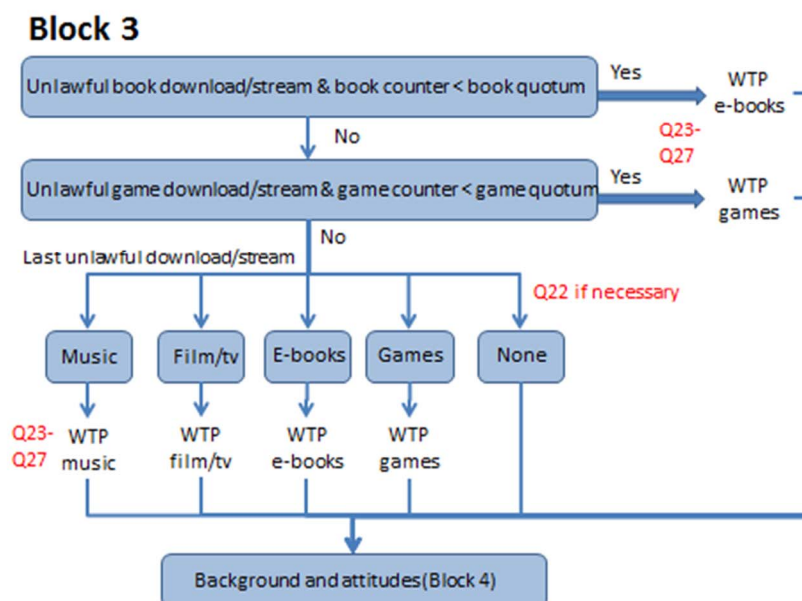 Block 3
Unlawful book download/stream & book counter < book quotum
Yes
WTP
e-books
No
Q23-
Q27
Unlawful game download/stream & game counter < game quotum
Yes
WTP
games
No
Last unlawful download/stream
Q22 if necessary
Music
Film/tv
E-books
Games
None
Q23-
Q27
WTP
music
WTP
film/tv
WTP
e-books
WTP
games
Background and attitudes(Block 4)